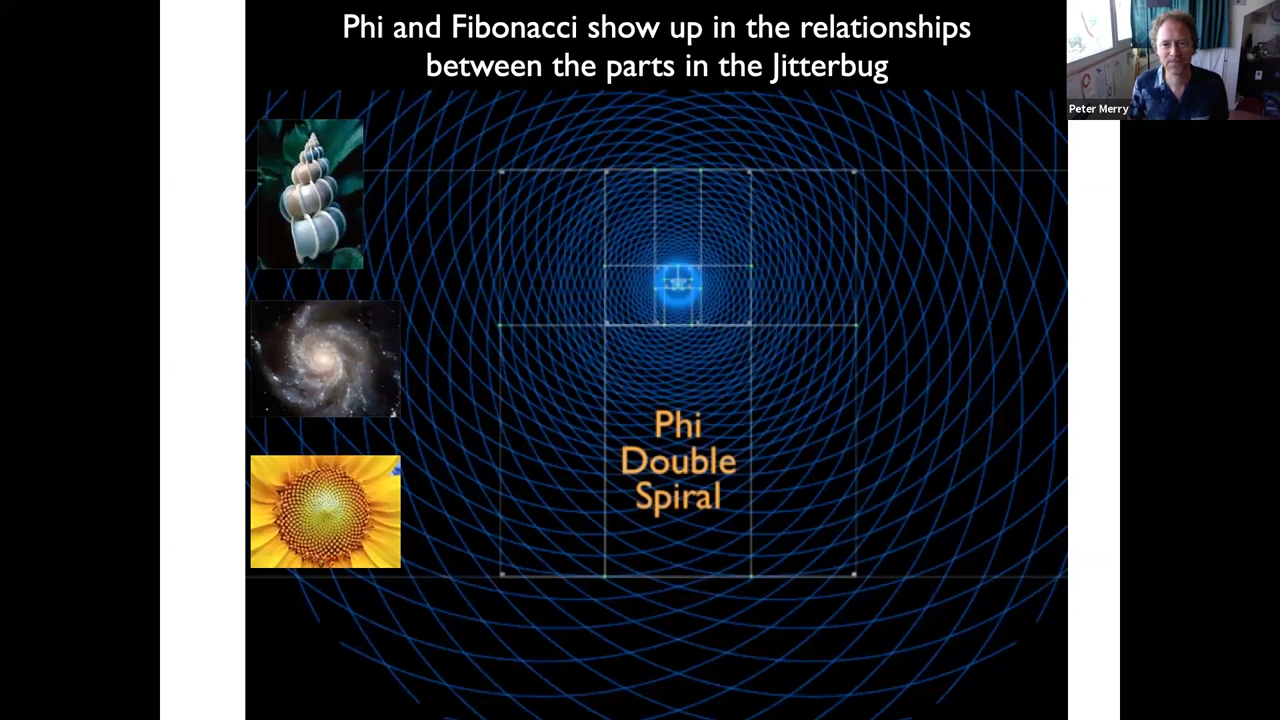 Phi and Fibonacci show up in the relationships
between the parts in the Jitterbug
Peter Merry
Phi
Double
Spiral